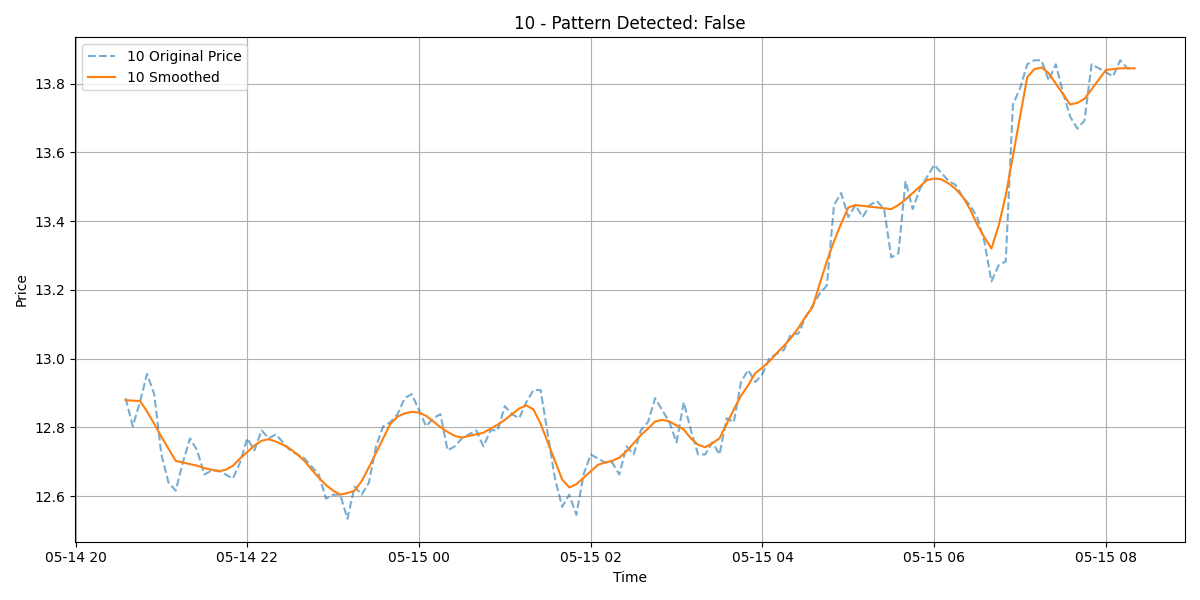 10 - Pattern Detected: False
10 Original Price
10 Smoothed
Price
13.8
13.6
13.4
13.2
13.0
12.8
12.6
05-14 20
05-14 22
05-15 00
05-15 02
05-15 04
05-15 06
05-15 08
Time